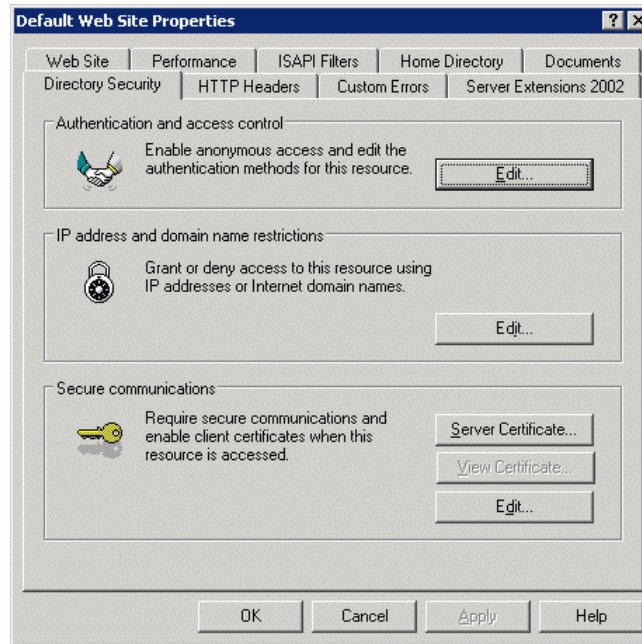 Default Web Site Properties
Web Site
Performance
ISAPI Filters
Home Directory
Documents
Directory Security
HTTP Headers
Custom Errors
Server Extensions 2002
Authentication and access control
Enable anonymous access and edit the
authentication methods for this resource.
Edit...
IP address and domain name restrictions
Grant or deny access to this resource using
IP addresses or Internet domain names.
Edit...
Secure communications
Require secure communications and
enable client certificates when this
resource is accessed.
Server Certificate...
View Certificate...
Edit...
OK
Cancel
Apply
Help